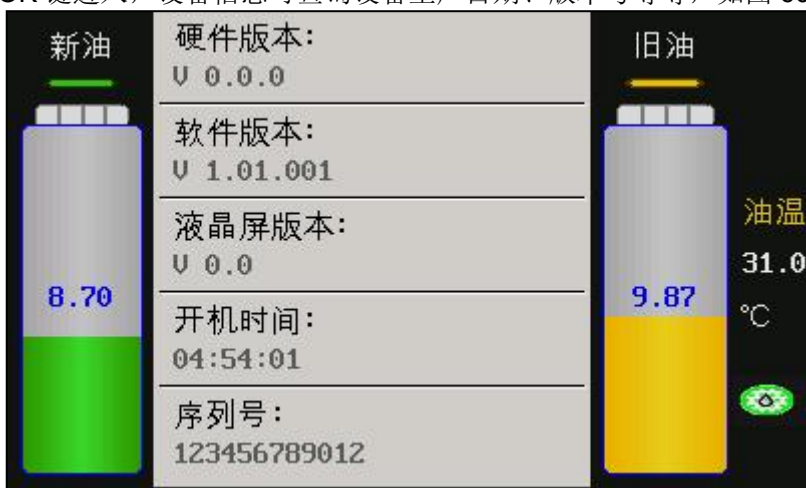 新油
8.70
硬件版本：
V 0.0.0
软件版本：
V 1.01.001
液晶屏版本：
V 0.0
开机时间：
04:54:01
序列号：
123456789012
旧油
9.87
油温
31.0
℃